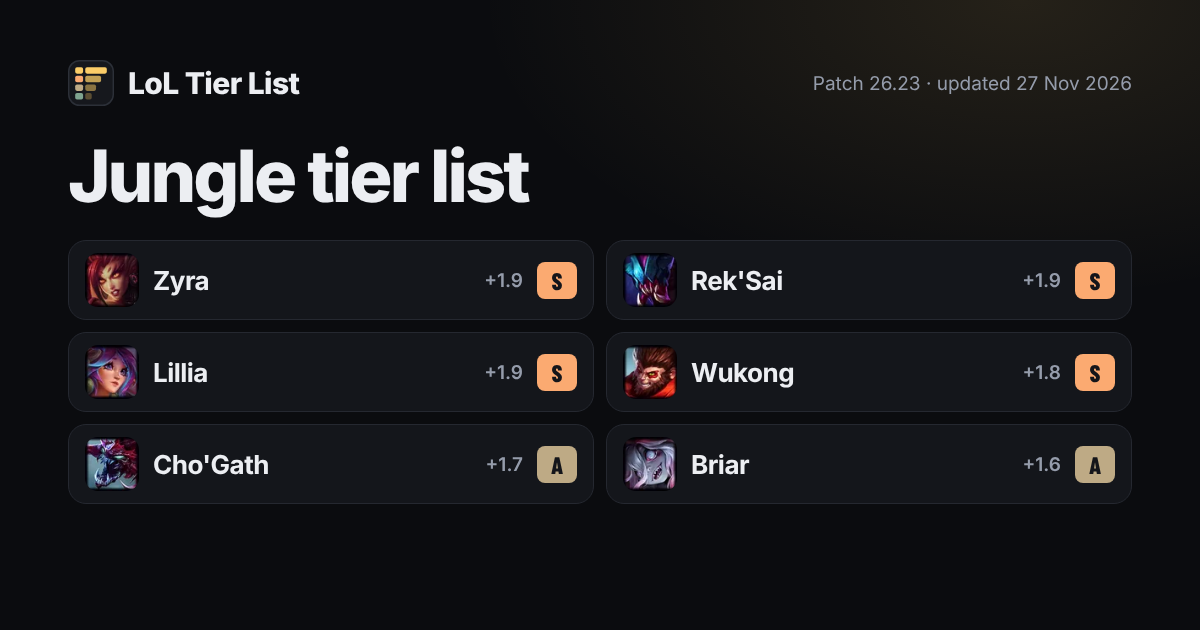 LoL Tier List
Patch 26.23 · updated 27 Nov 2026
Jungle tier list
Zyra +1.9 S
Rek'Sai +1.9 S
Lillia +1.9 S
Wukong +1.8 S
Cho'Gath +1.7 A
Briar +1.6 A